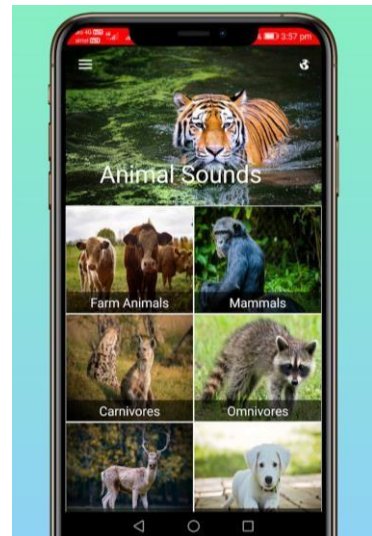 3:57 pm
Animal Sounds
Farm Animals
Mammals
Carnivores
Omnivores